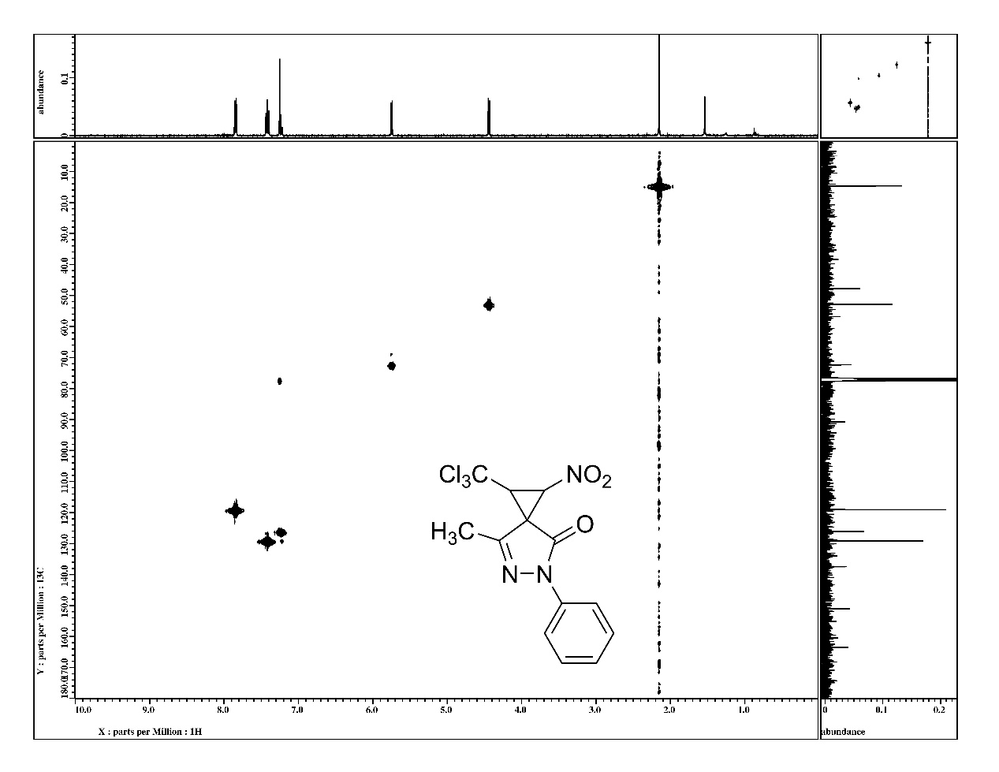 abundance
0.1
0
10.0
20.0
30.0
40.0
50.0
60.0
70.0
80.0
90.0
100.0
110.0
120.0
130.0
140.0
150.0
160.0
170.0
180.0
Y : parts per Million : 13C
Cl3C
NO2
H3C
O
N
N
10.0 9.0 8.0 7.0 6.0 5.0 4.0 3.0 2.0 1.0
X : parts per Million : 1H
0 0.1 0.2
abundance